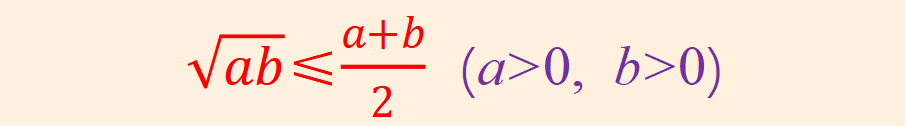 √ab ⩽ a+b/2 (a>0, b>0)